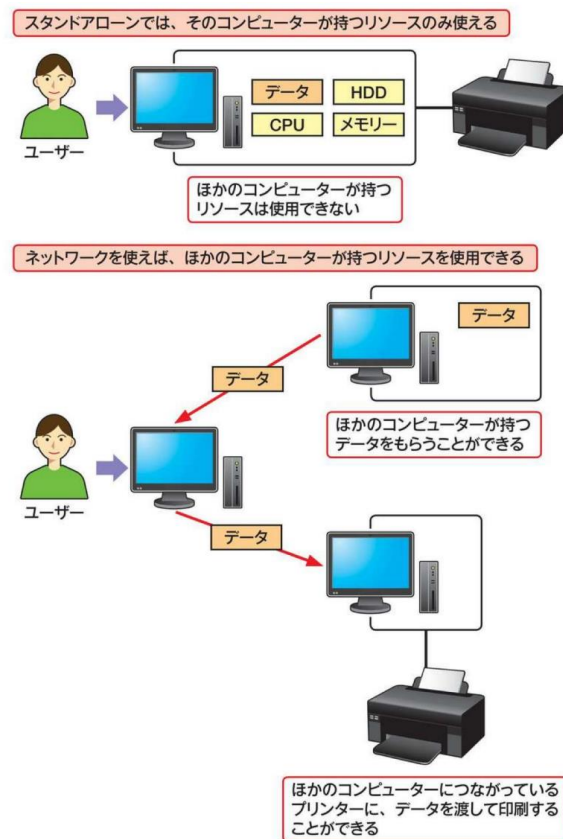 スタンドアローンでは、そのコンピューターが持つリソースのみ使える
データ
HDD
CPU
メモリー
ユーザー
ほかのコンピューターが持つ
リソースは使用できない
ネットワークを使えば、ほかのコンピューターが持つリソースを使用できる
データ
データ
ほかのコンピューターが持つ
データをもらうことができる
ユーザー
データ
ほかのコンピューターにつながっている
プリンターに、データを渡して印刷する
ことができる